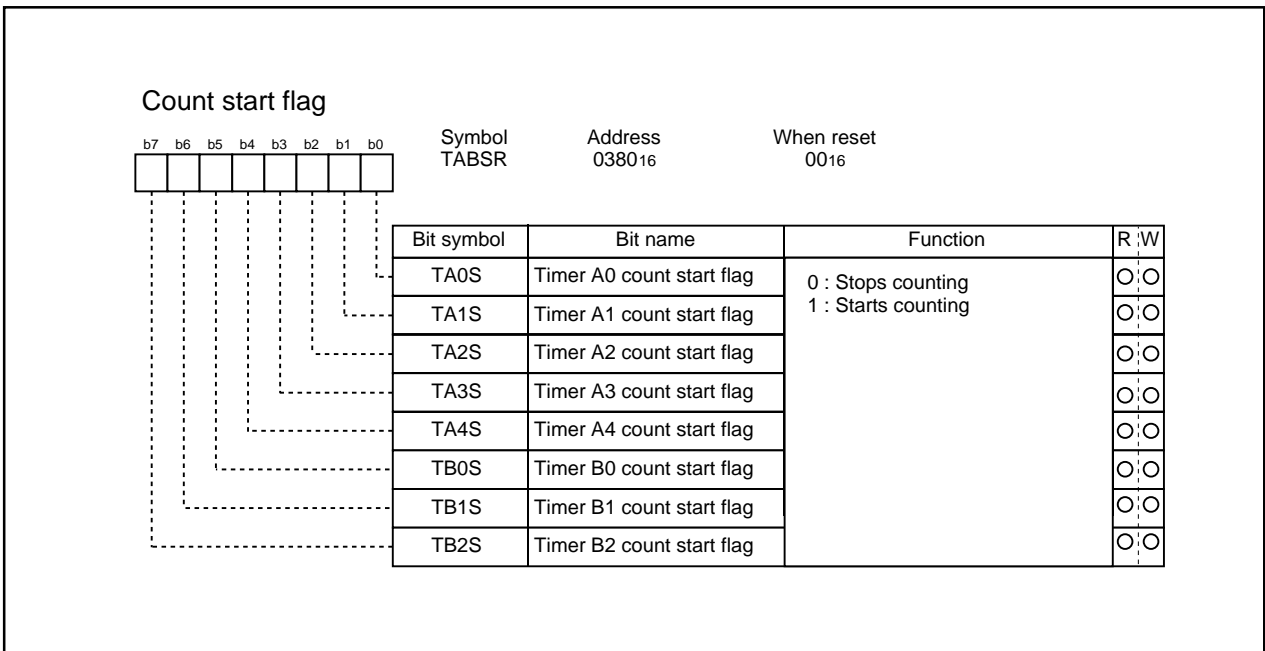 Count start flag
b7 b6 b5 b4 b3 b2 b1 b0
Symbol Address When reset
TABSR 038016 0016
Bit symbol Bit name Function R W
TA0S Timer A0 count start flag 0 : Stops counting
1 : Starts counting
TA1S Timer A1 count start flag
TA2S Timer A2 count start flag
TA3S Timer A3 count start flag
TA4S Timer A4 count start flag
TB0S Timer B0 count start flag
TB1S Timer B1 count start flag
TB2S Timer B2 count start flag